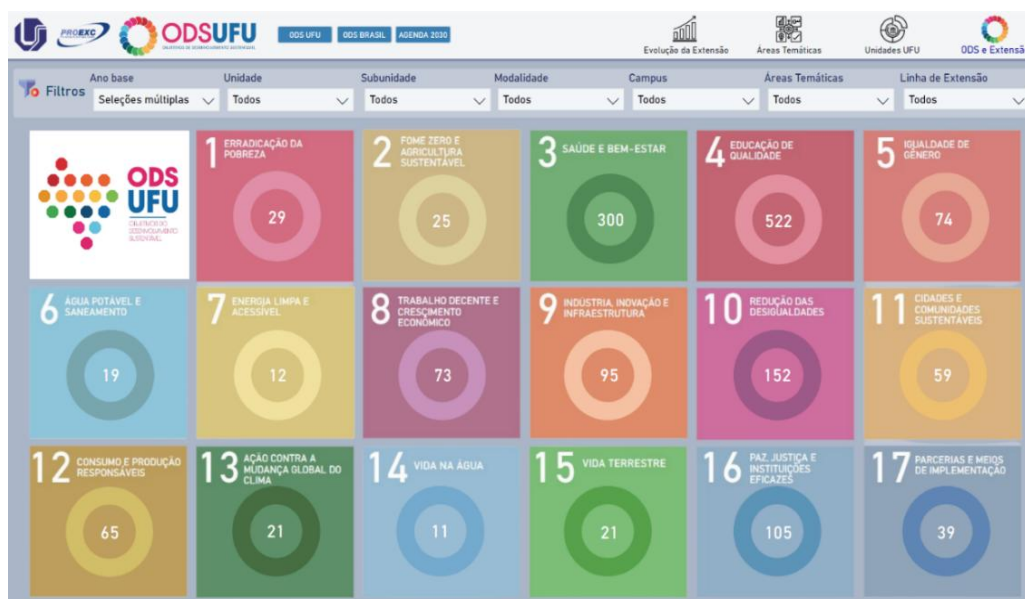 PROEXC
ODSUFU
ODS UFU
ODS BRASIL
AGENDA 2030
Evolução da Extensão
Áreas Temáticas
Unidades UFU
ODS e Extensã
Filtros
Ano base
Seleções múltiplas
Unidade
Todos
Subunidade
Todos
Modalidade
Todos
Campus
Todos
Áreas Temáticas
Todos
Linha de Extensão
Todos
ODS
UFU
1 ERRADICAÇÃO DA
POBREZA
29
2 FOME ZERO E
AGRICULTURA
SUSTENTÁVEL
25
3 SAÚDE E BEM-ESTAR
300
4 EDUCAÇÃO DE
QUALIDADE
522
5 IGUALDADE DE
GÊNERO
74
6 ÁGUA POTÁVEL E
SANEAMENTO
19
7 ENERGIA LIMPA E
ACESSÍVEL
12
8 TRABALHO DECENTE E
CRESCIMENTO
ECONÔMICO
73
9 INDÚSTRIA, INOVAÇÃO E
INFRAESTRUTURA
95
10 REDUÇÃO DAS
DESIGUALDADES
152
11 CIDADES E
COMUNIDADES
SUSTENTÁVEIS
59
12 CONSUMO E PRODUÇÃO
RESPONSÁVEIS
65
13 AÇÃO CONTRA A
MUDANÇA GLOBAL DO
CLIMA
21
14 VIDA NA ÁGUA
11
15 VIDA TERRESTRE
21
16 PAZ, JUSTIÇA E
INSTITUIÇÕES
EFICAZES
105
17 PARCERIAS E MEIOS
DE IMPLEMENTAÇÃO
39